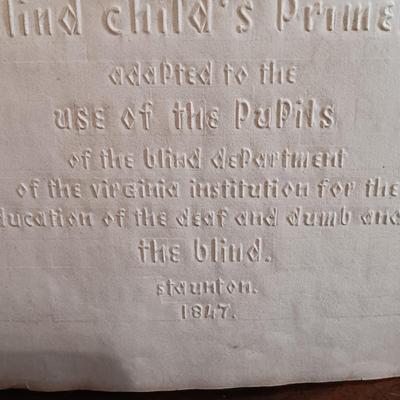 lind child's Prime
adapted to the
use of the PuPils
of the blind dePartment
of the virginia institution for the
ducation of the deaf and dumb and
the blind.
staunton.
1847.